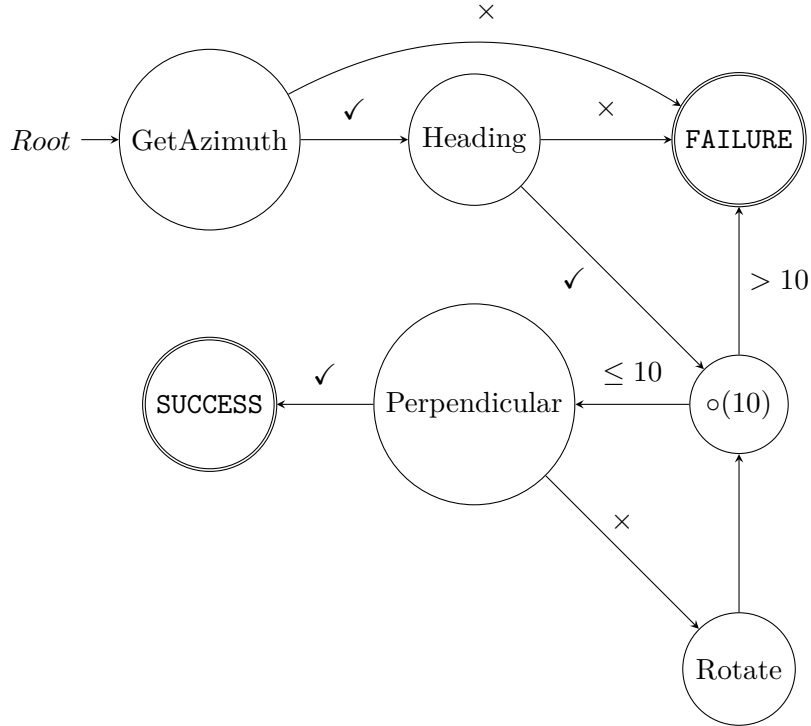 ×
Root
GetAzimuth
✓
Heading
×
FAILURE
✓
> 10
SUCCESS
✓
Perpendicular
≤ 10
∘(10)
×
Rotate